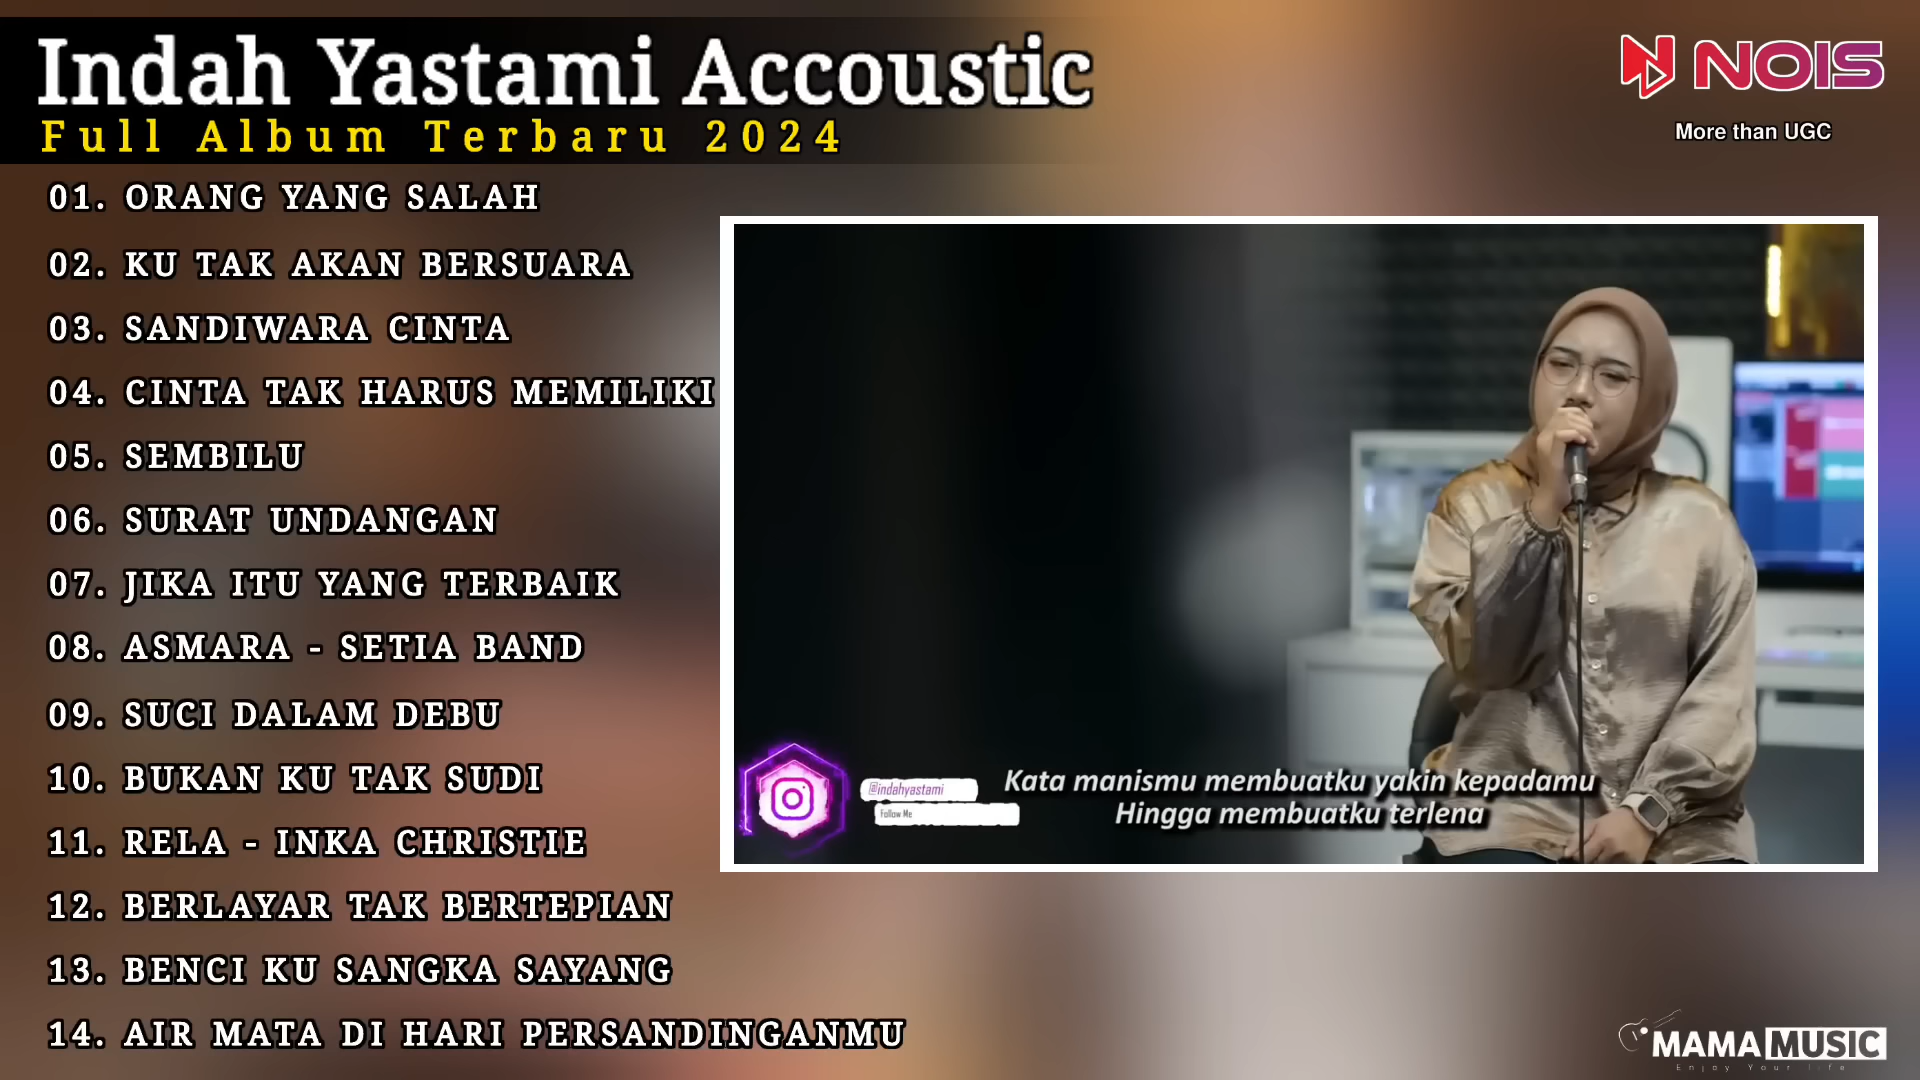 Indah Yastami Accoustic
Full Album Terbaru 2024
NOIS
More than UGC
01. ORANG YANG SALAH
02. KU TAK AKAN BERSUARA
03. SANDIWARA CINTA
04. CINTA TAK HARUS MEMILIKI
05. SEMBILU
06. SURAT UNDANGAN
07. JIKA ITU YANG TERBAIK
08. ASMARA - SETIA BAND
09. SUCI DALAM DEBU
10. BUKAN KU TAK SUDI
11. RELA - INKA CHRISTIE
12. BERLAYAR TAK BERTEPIAN
13. BENCI KU SANGKA SAYANG
14. AIR MATA DI HARI PERSANDINGANMU
@indahyastami
Follow Me
Kata manismu membuatku yakin kepadamu
Hingga membuatku terlena
MAMA MUSIC
Enjoy Your life